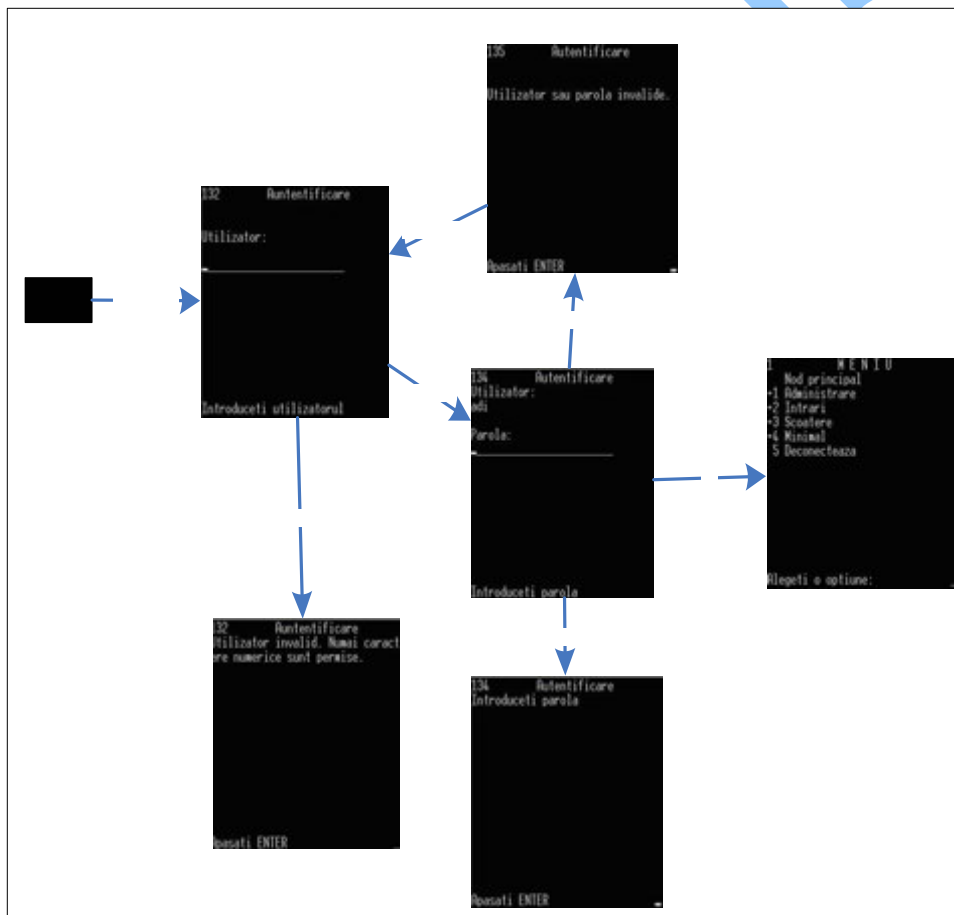 135 Autentificare
Utilizator sau parola invalide.
Apasati ENTER
132 Auntentificare
Utilizator:
Introduceti utilizatorul
134 Autentificare
Utilizator:
adi
Parola:
Introduceti parola
1 M E N I U
Nod principal
+1 Administrare
+2 Intrari
+3 Scoatere
+4 Minimal
5 Deconecteaza
Alegeti o optiune:
132 Auntentificare
Utilizator invalid. Numai caract
ere numerice sunt permise.
Apasati ENTER
134 Autentificare
Introduceti parola
Apasati ENTER